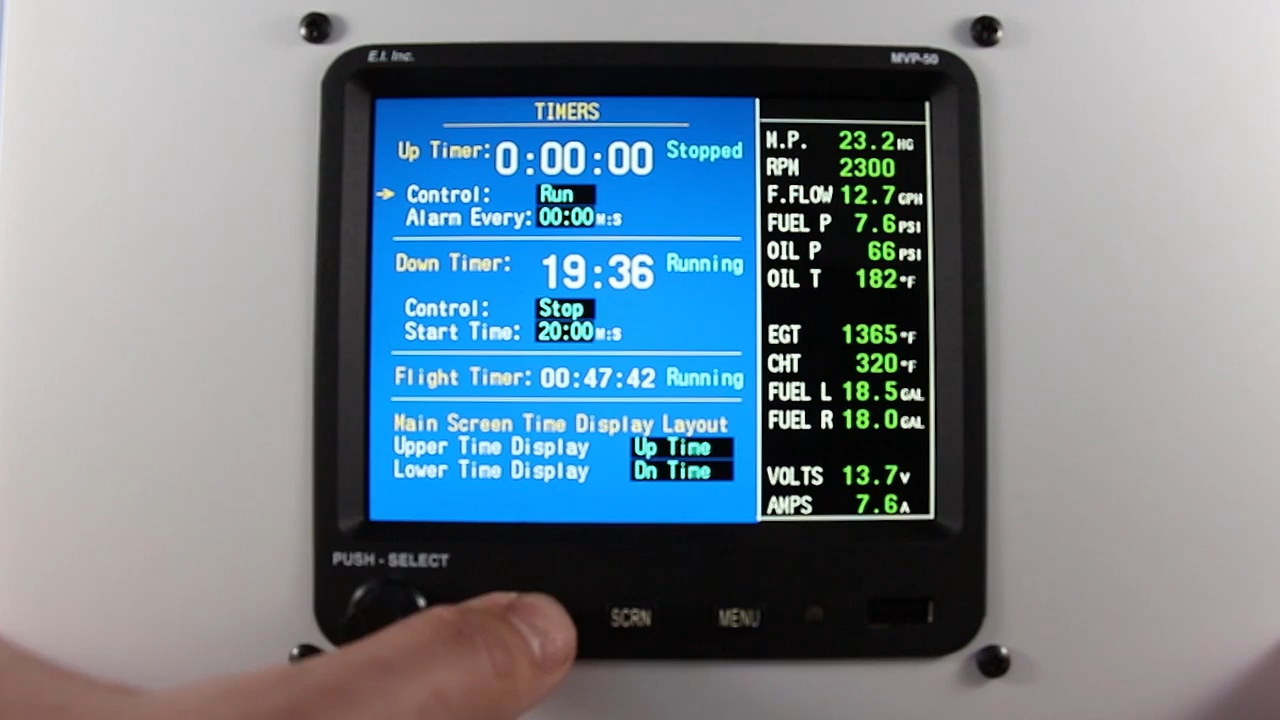 E.I. Inc. MVP-50
TIMERS
Up Timer: 0:00:00 Stopped
→ Control: Run
Alarm Every: 00:00 M:S
Down Timer: 19:36 Running
Control: Stop
Start Time: 20:00 M:S
Flight Timer: 00:47:42 Running
Main Screen Time Display Layout
Upper Time Display Up Time
Lower Time Display Dn Time
M.P. 23.2 HG
RPM 2300
F.FLOW 12.7 GPH
FUEL P 7.6 PSI
OIL P 66 PSI
OIL T 182 °F
EGT 1365 °F
CHT 320 °F
FUEL L 18.5 GAL
FUEL R 18.0 GAL
VOLTS 13.7 V
AMPS 7.6 A
PUSH - SELECT
SCRN MENU